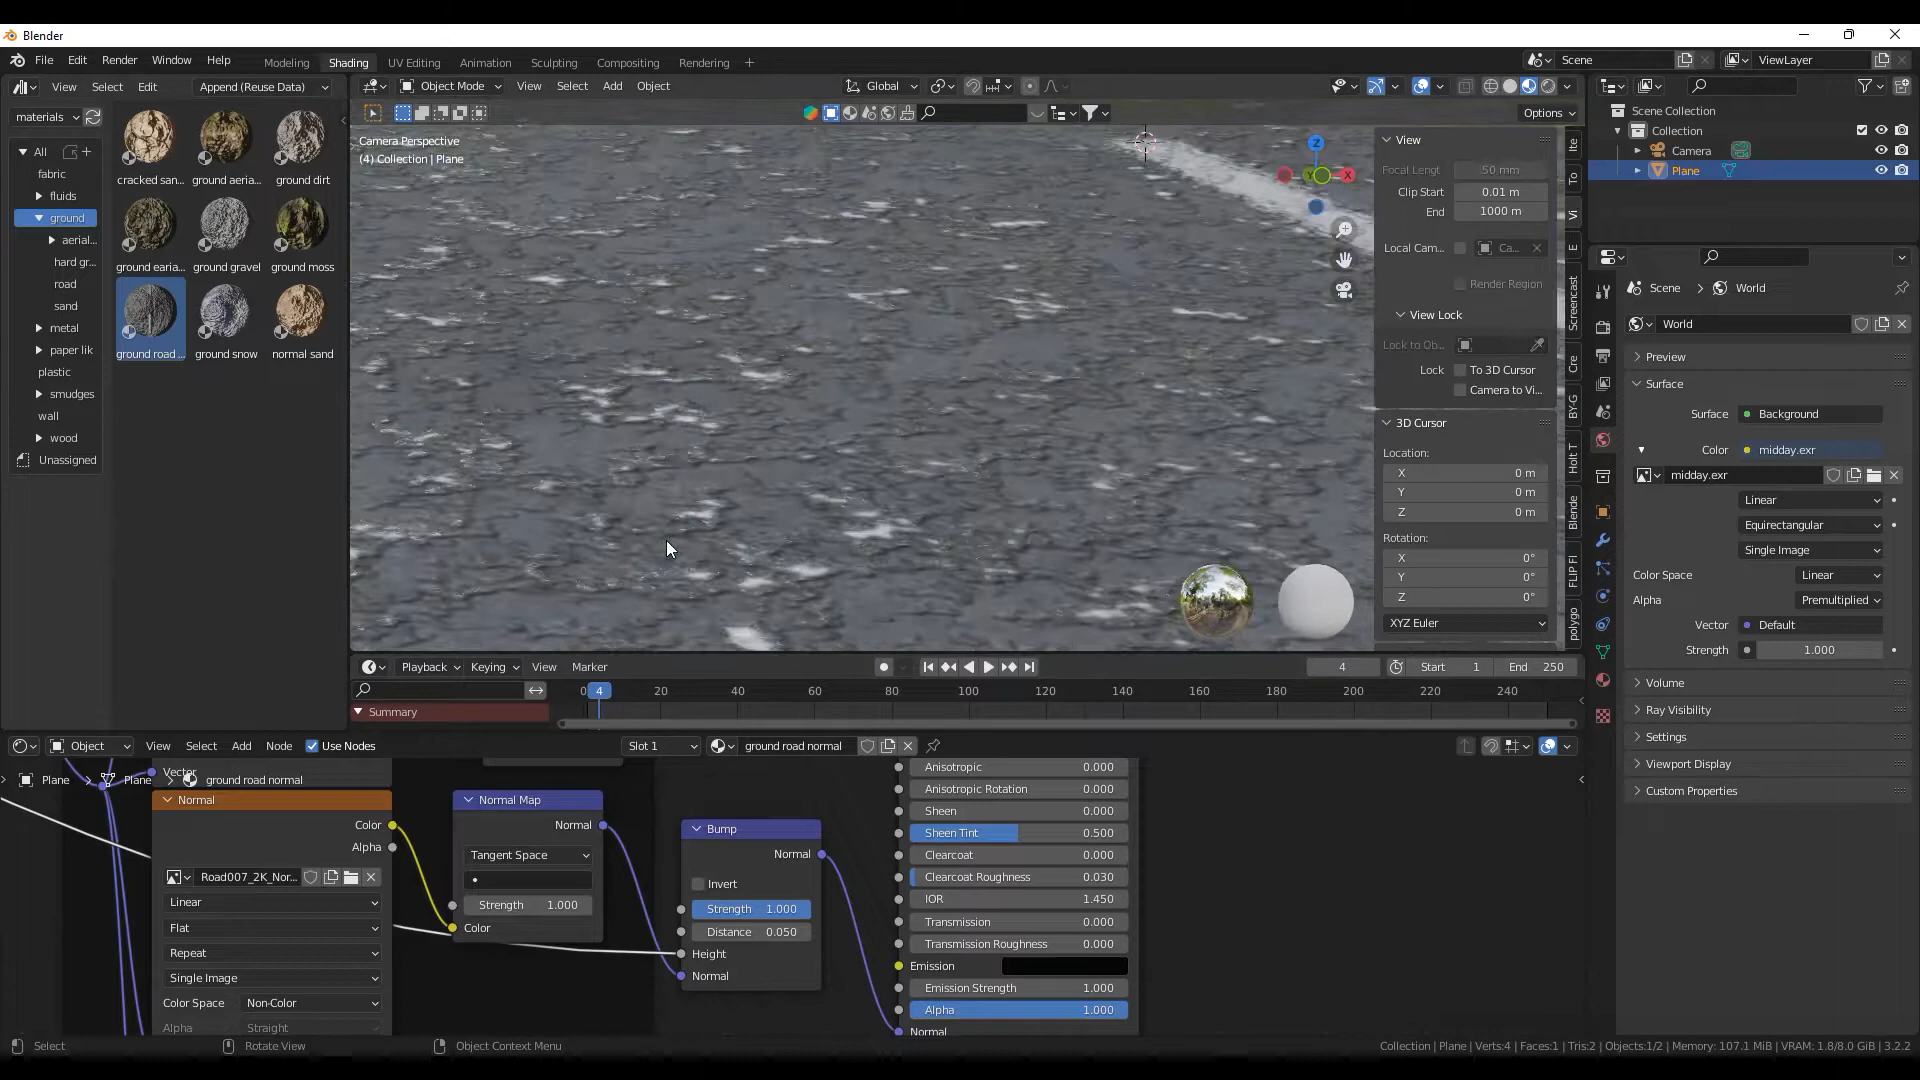 Blender
File Edit Render Window Help
Modeling Shading UV Editing Animation Sculpting Compositing Rendering +
Scene
ViewLayer
View Select Edit Append (Reuse Data)
Object Mode View Select Add Object
Global
materials
Options
All
fabric
fluids
ground
aerial...
hard gr...
road
sand
metal
paper lik
plastic
smudges
wall
wood
Unassigned
cracked san...
ground aeria...
ground dirt
ground earia...
ground gravel
ground moss
ground road ...
ground snow
normal sand
Camera Perspective
(4) Collection | Plane
Z
X
Y
View
Focal Lengt 50 mm
Clip Start 0.01 m
End 1000 m
Local Cam... Ca...
Render Region
View Lock
Lock to Ob...
Lock To 3D Cursor
Camera to Vi...
3D Cursor
Location:
X 0 m
Y 0 m
Z 0 m
Rotation:
X 0°
Y 0°
Z 0°
XYZ Euler
Ite
To
Vi
E
Screencast
Cre
BY-G
Holt T
Blende
FLIP Fl
polygo
Scene Collection
Collection
Camera
Plane
Scene > World
World
Preview
Surface
Surface Background
Color midday.exr
midday.exr
Linear
Equirectangular
Single Image
Color Space Linear
Alpha Premultiplied
Vector Default
Strength 1.000
Volume
Ray Visibility
Settings
Viewport Display
Custom Properties
Playback Keying View Marker
4 Start 1 End 250
0 4 20 40 60 80 100 120 140 160 180 200 220 240
Summary
Object View Select Add Node Use Nodes
Slot 1
ground road normal
Plane > Plane > ground road normal
Vector
Normal
Color
Alpha
Road007_2K_Nor...
Linear
Flat
Repeat
Single Image
Color Space Non-Color
Alpha Straight
Normal Map
Normal
Tangent Space
Strength 1.000
Color
Bump
Normal
Invert
Strength 1.000
Distance 0.050
Height
Normal
Anisotropic 0.000
Anisotropic Rotation 0.000
Sheen 0.000
Sheen Tint 0.500
Clearcoat 0.000
Clearcoat Roughness 0.030
IOR 1.450
Transmission 0.000
Transmission Roughness 0.000
Emission
Emission Strength 1.000
Alpha 1.000
Normal
Select Rotate View Object Context Menu
Collection | Plane | Verts:4 | Faces:1 | Tris:2 | Objects:1/2 | Memory: 107.1 MiB | VRAM: 1.8/8.0 GiB | 3.2.2